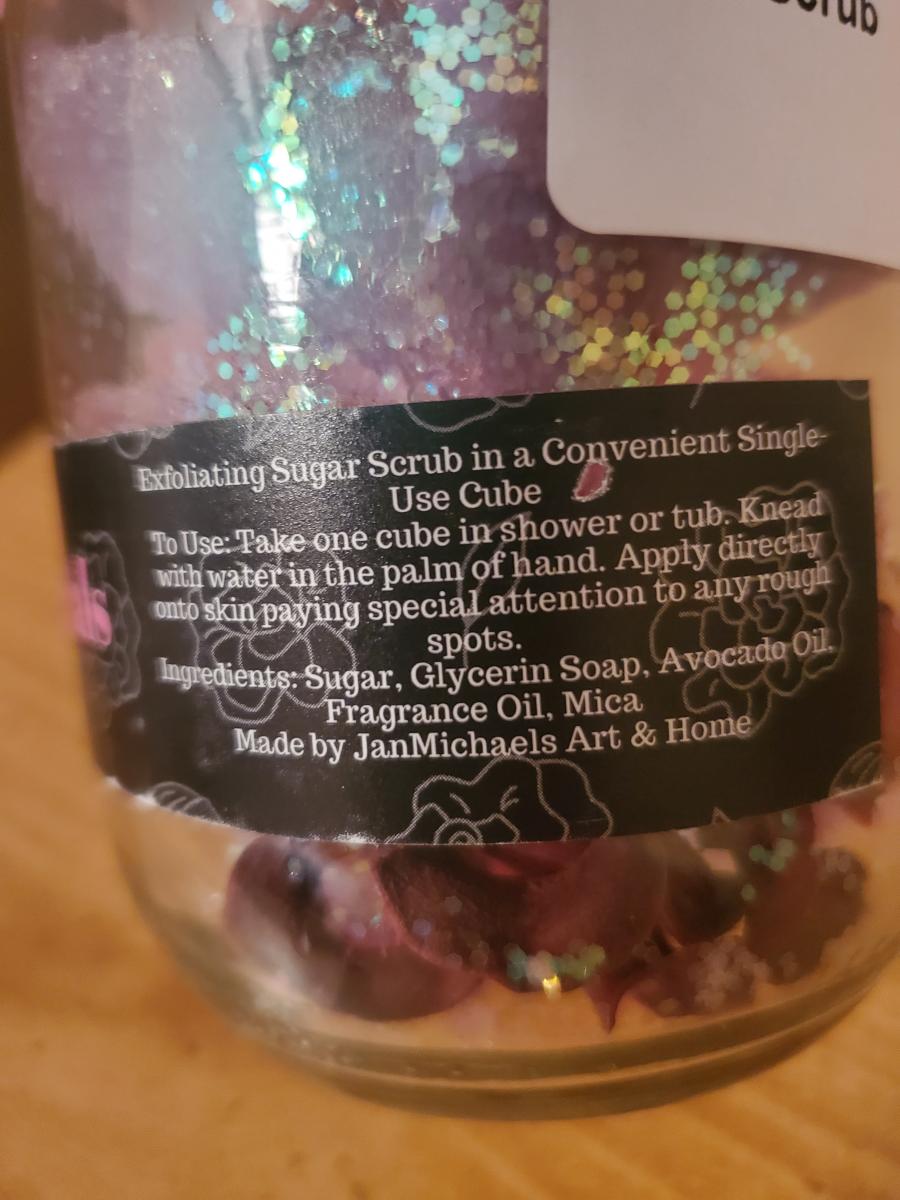 Scrub
Exfoliating Sugar Scrub in a Convenient Single-
Use Cube
To Use: Take one cube in shower or tub. Knead
with water in the palm of hand. Apply directly
onto skin paying special attention to any rough
spots.
Ingredients: Sugar, Glycerin Soap, Avocado Oil.
Fragrance Oil, Mica
Made by JanMichaels Art & Home